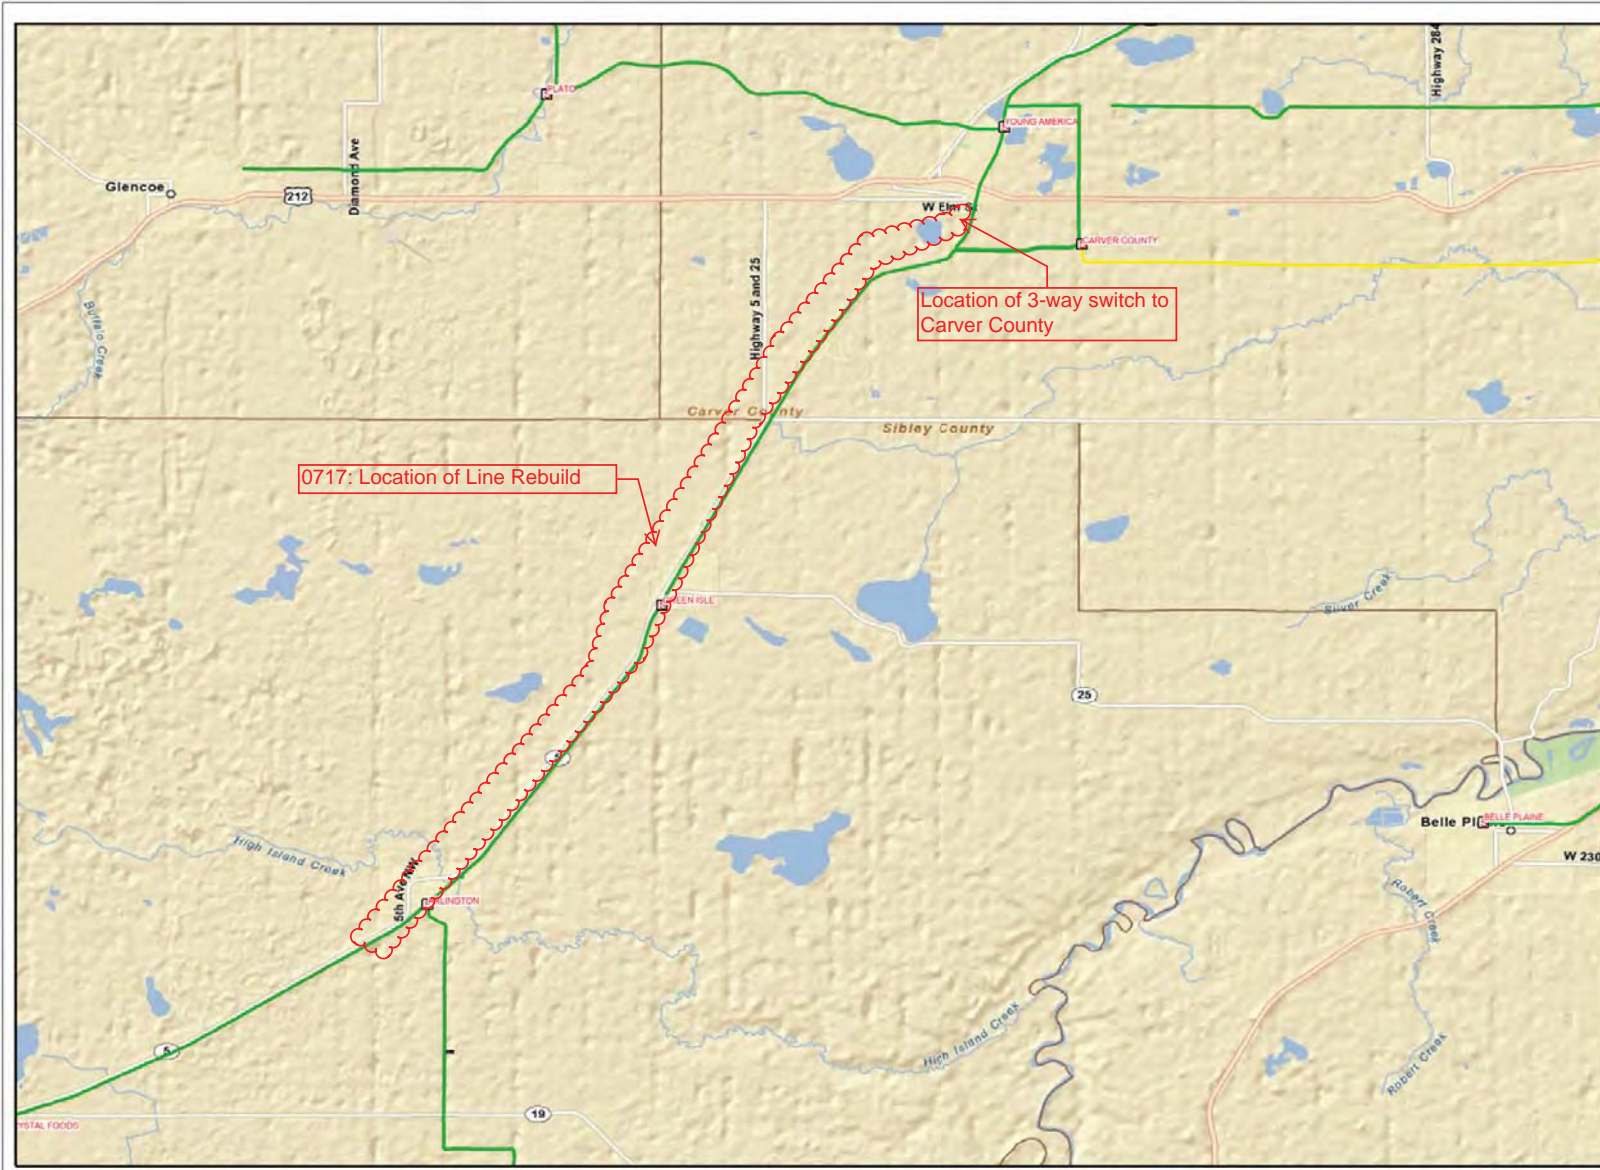 Highway 284
PLATO
YOUNG AMERICA
Diamond Ave
Glencoe
212
W Elm St
CARVER COUNTY
Highway 5 and 25
Location of 3-way switch to
Carver County
Buffalo Creek
Carver County
Sibley County
0717: Location of Line Rebuild
GREEN ISLE
Silver Creek
25
BELLE PLAINE
W 230
High Island Creek
5th Ave NW
ARLINGTON
Robert Creek
High Island Creek
5
Robert Creek
19
YSTAL FOODS